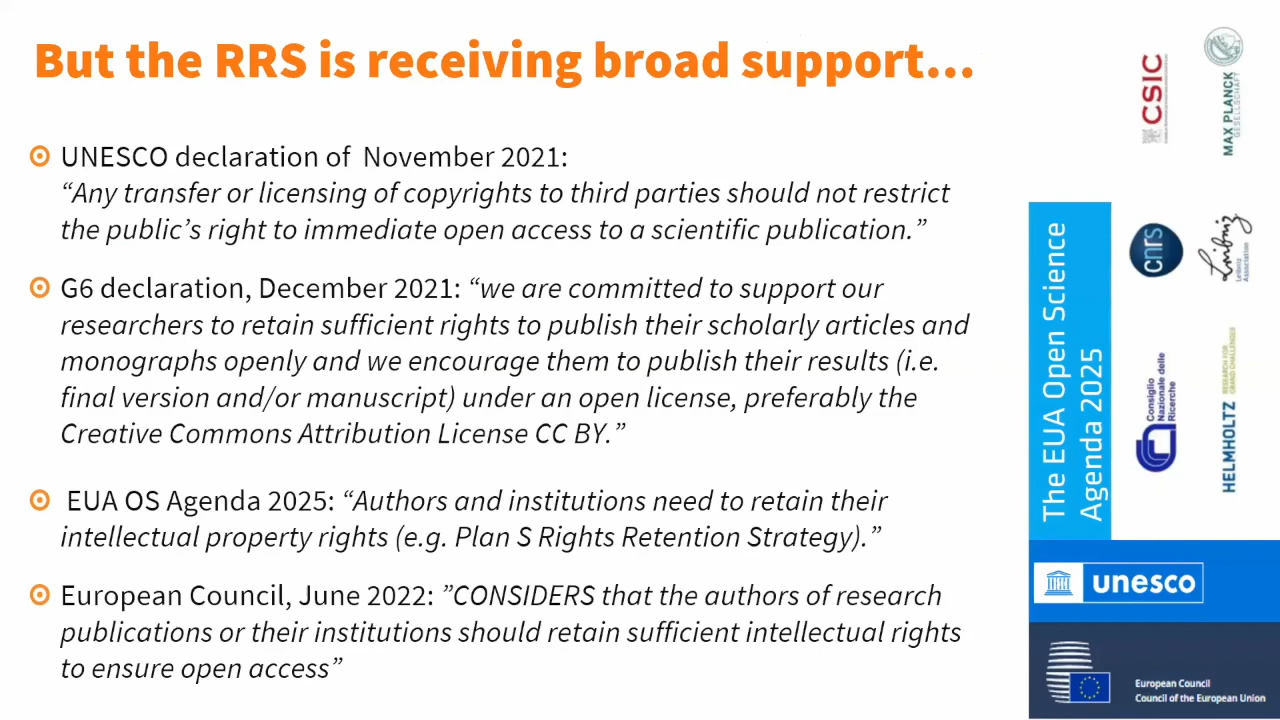 But the RRS is receiving broad support...
UNESCO declaration of November 2021:
“Any transfer or licensing of copyrights to third parties should not restrict
the public’s right to immediate open access to a scientific publication.”
G6 declaration, December 2021: “we are committed to support our
researchers to retain sufficient rights to publish their scholarly articles and
monographs openly and we encourage them to publish their results (i.e.
final version and/or manuscript) under an open license, preferably the
Creative Commons Attribution License CC BY.”
EUA OS Agenda 2025: “Authors and institutions need to retain their
intellectual property rights (e.g. Plan S Rights Retention Strategy).”
European Council, June 2022: ”CONSIDERS that the authors of research
publications or their institutions should retain sufficient intellectual rights
to ensure open access”
CSIC
MAX PLANCK
GESELLSCHAFT
cnrs
Leibniz
Leibniz
Association
The EUA Open Science
Agenda 2025
Consiglio
Nazionale delle
Ricerche
HELMHOLTZ
RESEARCH FOR
GRAND CHALLENGES
unesco
European Council
Council of the European Union